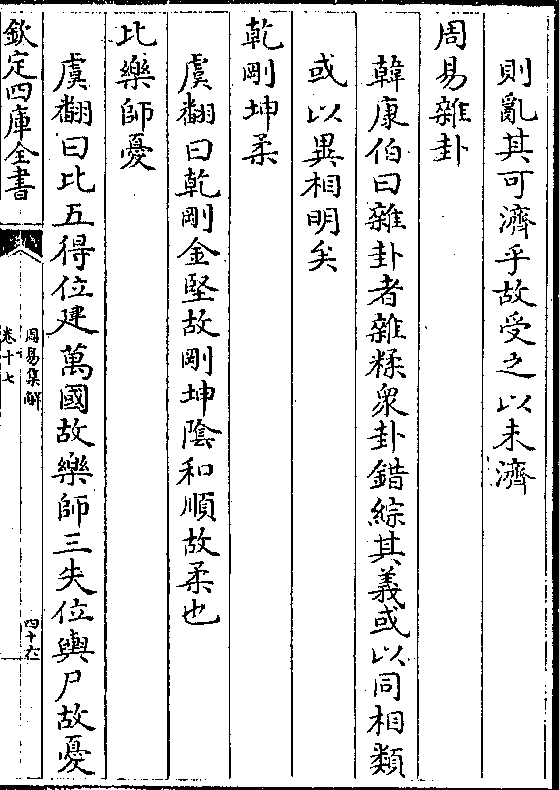 則亂其可濟乎故受之以未濟
周易雜卦
韓康伯曰雜卦者雜糅衆卦錯綜其義或以同相類
或以異相明矣
乾剛坤柔
虞翻曰乾剛金堅故剛坤陰和順故柔也
比樂師憂
虞翻曰比五得位建萬國故樂師三失位輿尸故憂
欽定四庫全書
周易集解
卷十七
四十六